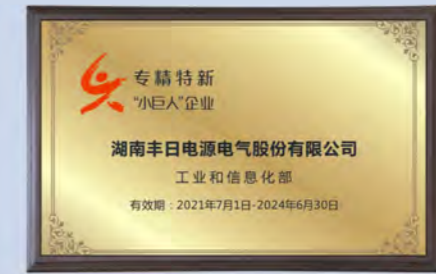 专精特新
“小巨人”企业
湖南丰日电源电气股份有限公司
工业和信息化部
有效期：2021年7月1日-2024年6月30日